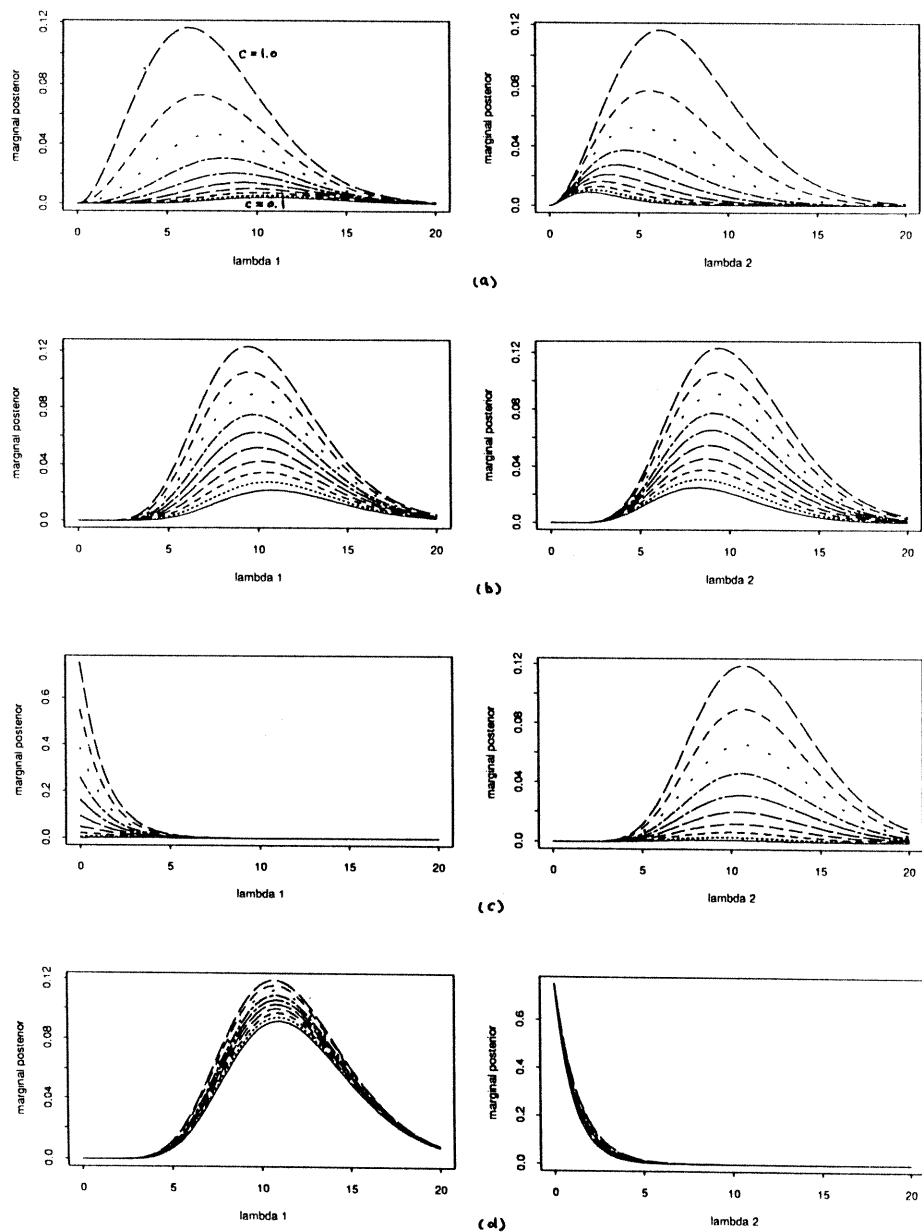 marginal posterior
0.0 0.04 0.08 0.12
C = 1.0
C = 0.1
0 5 10 15 20
lambda 1
marginal posterior
0.0 0.04 0.08 0.12
0 5 10 15 20
lambda 2
(a)
marginal posterior
0.0 0.04 0.08 0.12
0 5 10 15 20
lambda 1
marginal posterior
0.0 0.04 0.08 0.12
0 5 10 15 20
lambda 2
(b)
marginal posterior
0.0 0.2 0.4 0.6
0 5 10 15 20
lambda 1
marginal posterior
0.0 0.04 0.08 0.12
0 5 10 15 20
lambda 2
(c)
marginal posterior
0.0 0.04 0.08 0.12
0 5 10 15 20
lambda 1
marginal posterior
0.0 0.2 0.4 0.6
0 5 10 15 20
lambda 2
(d)